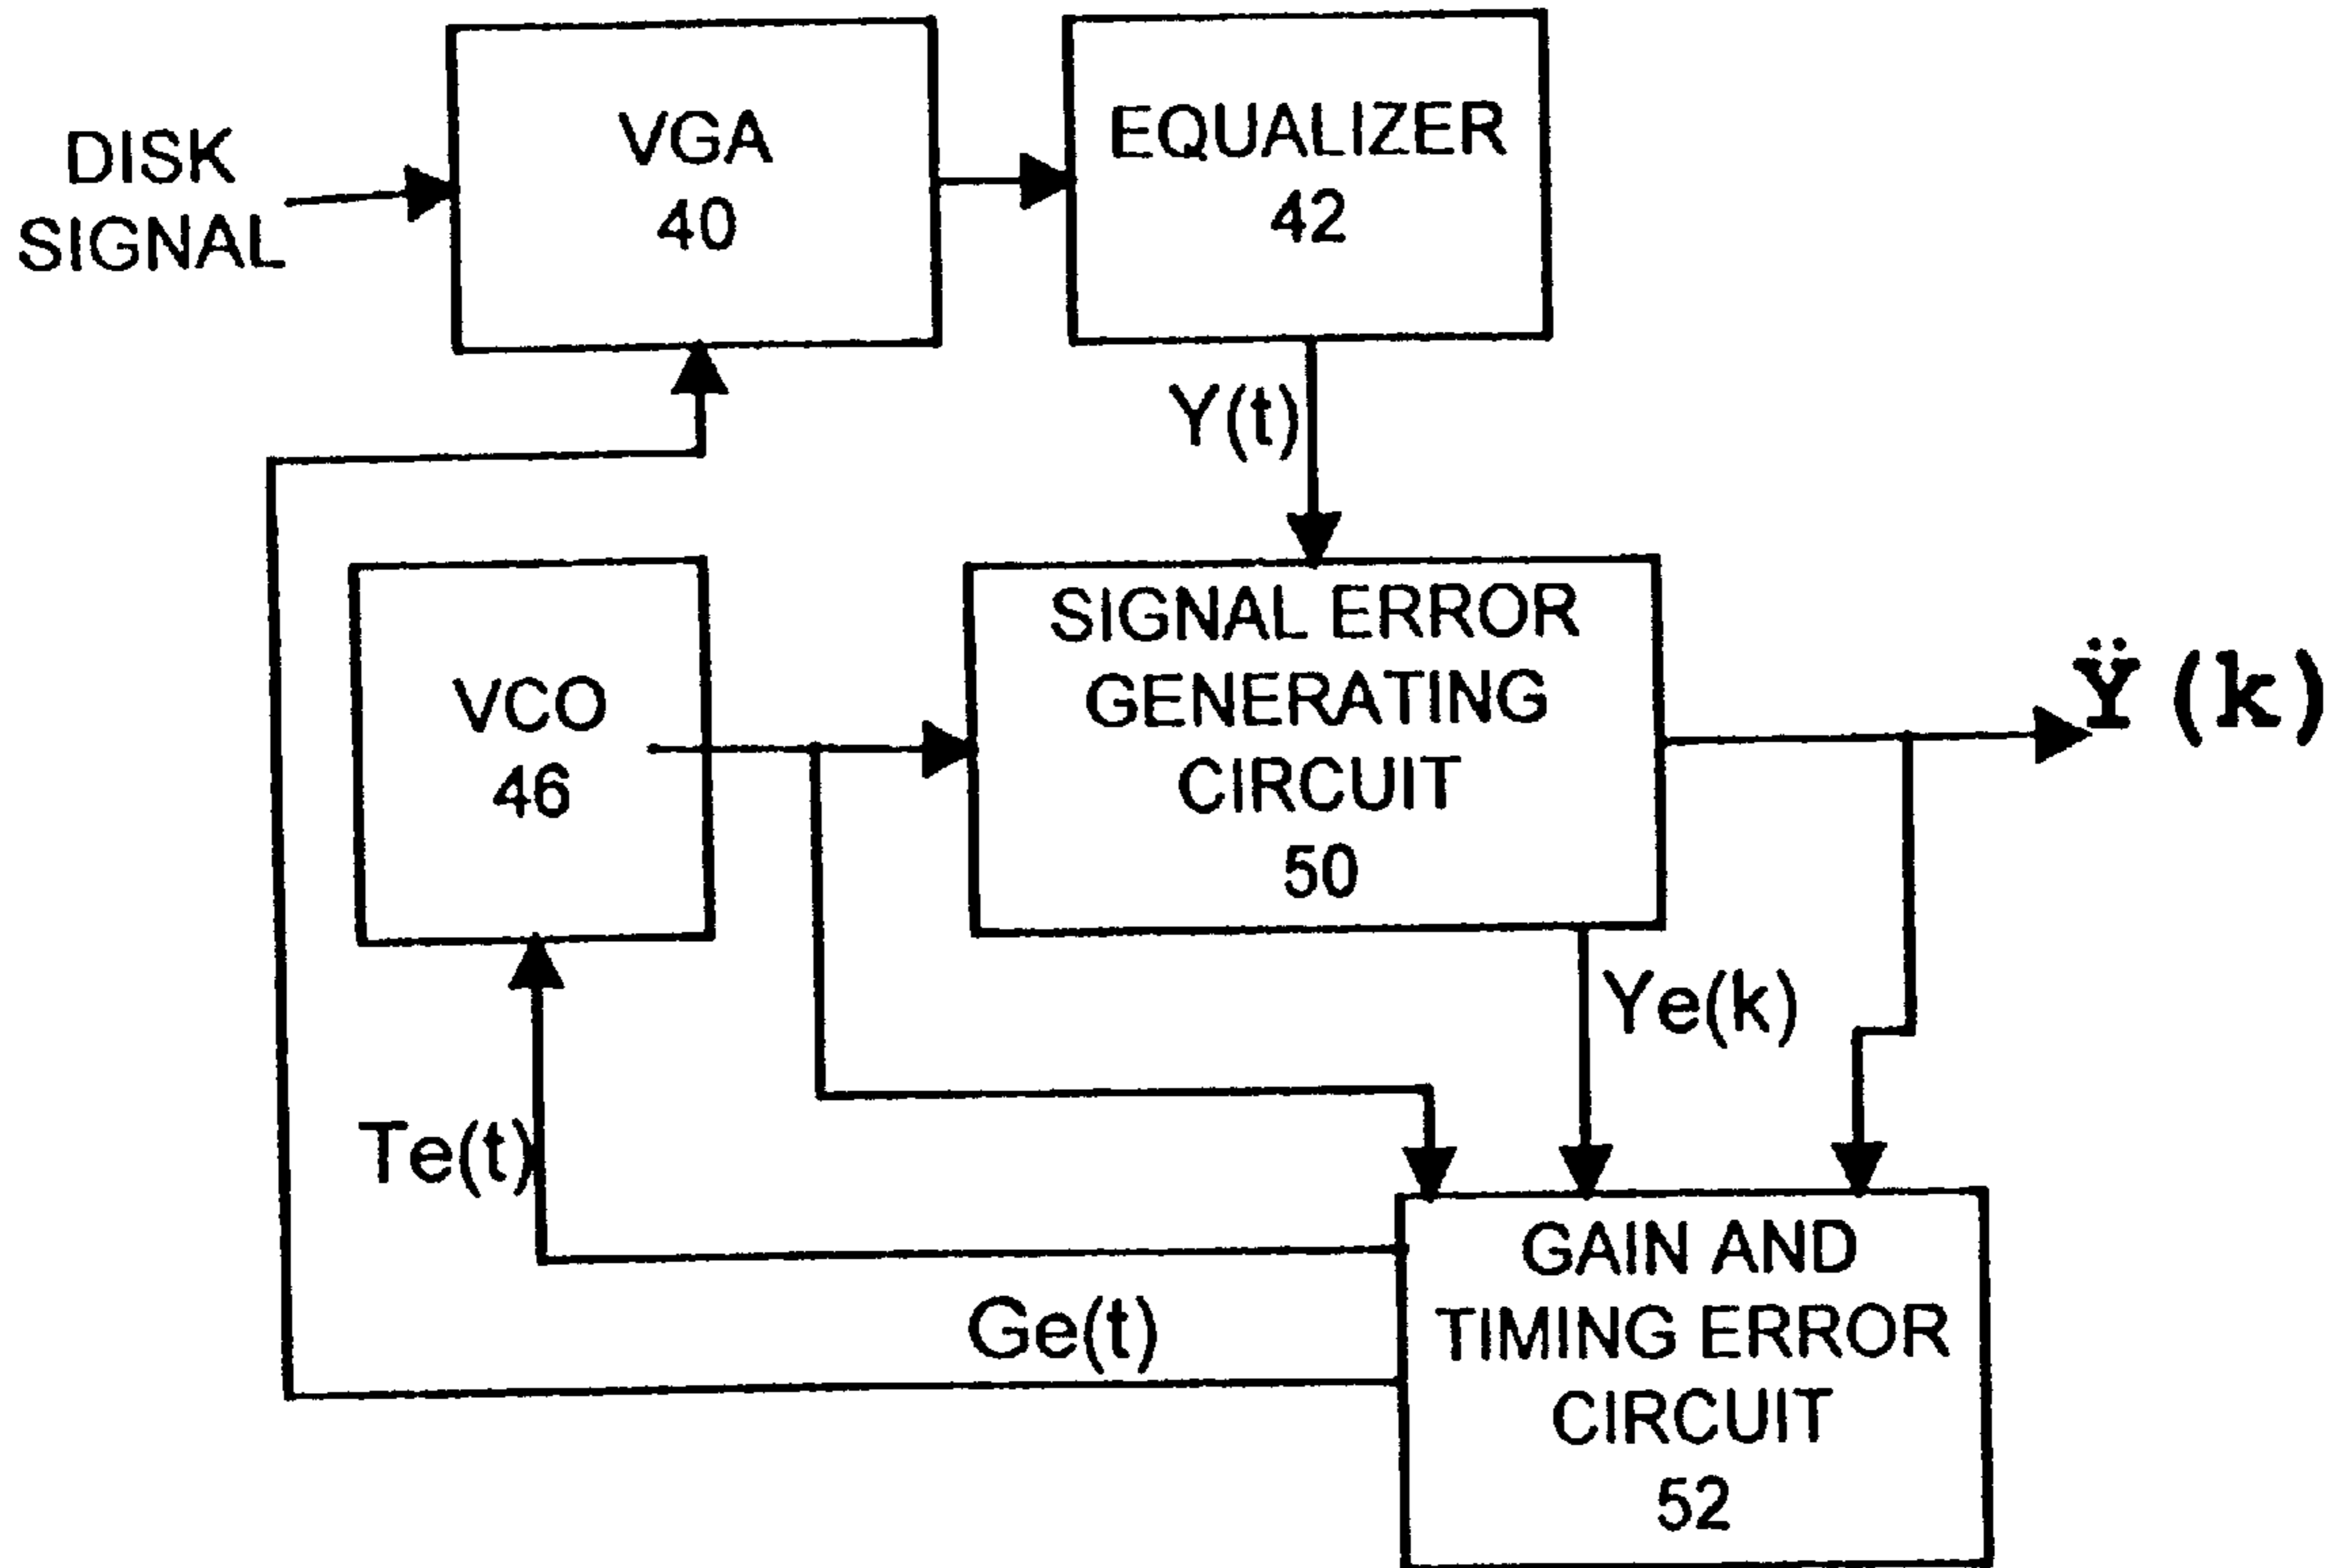 DISK
SIGNAL
VGA
40
EQUALIZER
42
Y(t)
VCO
46
SIGNAL ERROR
GENERATING
CIRCUIT
50
Ÿ (k)
Ye(k)
Te(t)
Ge(t)
GAIN AND
TIMING ERROR
CIRCUIT
52